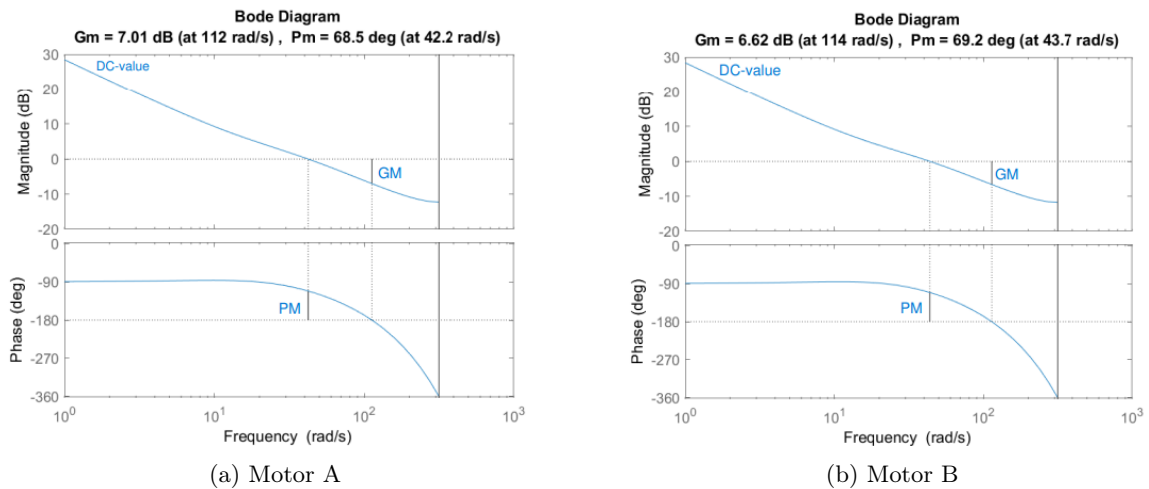 Bode Diagram
Gm = 7.01 dB (at 112 rad/s) , Pm = 68.5 deg (at 42.2 rad/s)
30
20
10
0
-10
-20
Magnitude (dB)
DC-value
GM
0
-90
-180
-270
-360
Phase (deg)
PM
10^0
10^1
10^2
10^3
Frequency (rad/s)
(a) Motor A
Bode Diagram
Gm = 6.62 dB (at 114 rad/s) , Pm = 69.2 deg (at 43.7 rad/s)
30
20
10
0
-10
-20
Magnitude (dB)
DC-value
GM
0
-90
-180
-270
-360
Phase (deg)
PM
10^0
10^1
10^2
10^3
Frequency (rad/s)
(b) Motor B